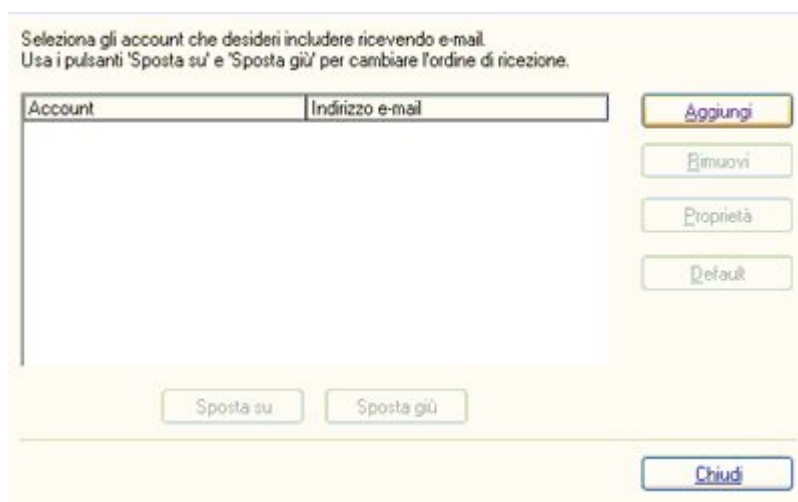 Seleziona gli account che desideri includere ricevendo e-mail.
Usa i pulsanti 'Sposta su' e 'Sposta giù' per cambiare l'ordine di ricezione.
Account Indirizzo e-mail
Aggiungi
Rimuovi
Proprietà
Default
Sposta su Sposta giù
Chiudi